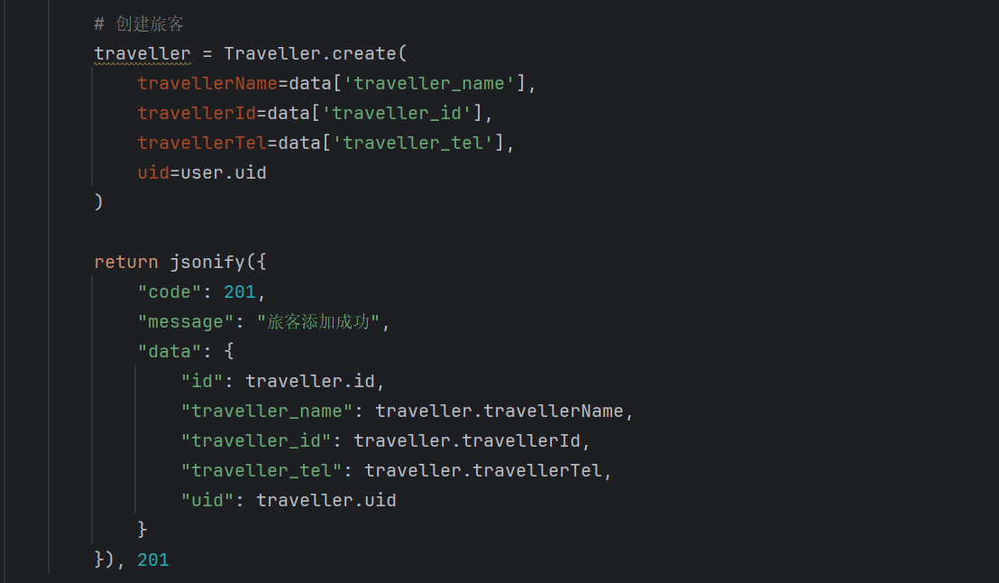 # 创建旅客
traveller = Traveller.create(
    travellerName=data['traveller_name'],
    travellerId=data['traveller_id'],
    travellerTel=data['traveller_tel'],
    uid=user.uid
)
return jsonify({
    "code": 201,
    "message": "旅客添加成功",
    "data": {
        "id": traveller.id,
        "traveller_name": traveller.travellerName,
        "traveller_id": traveller.travellerId,
        "traveller_tel": traveller.travellerTel,
        "uid": traveller.uid
    }
}), 201